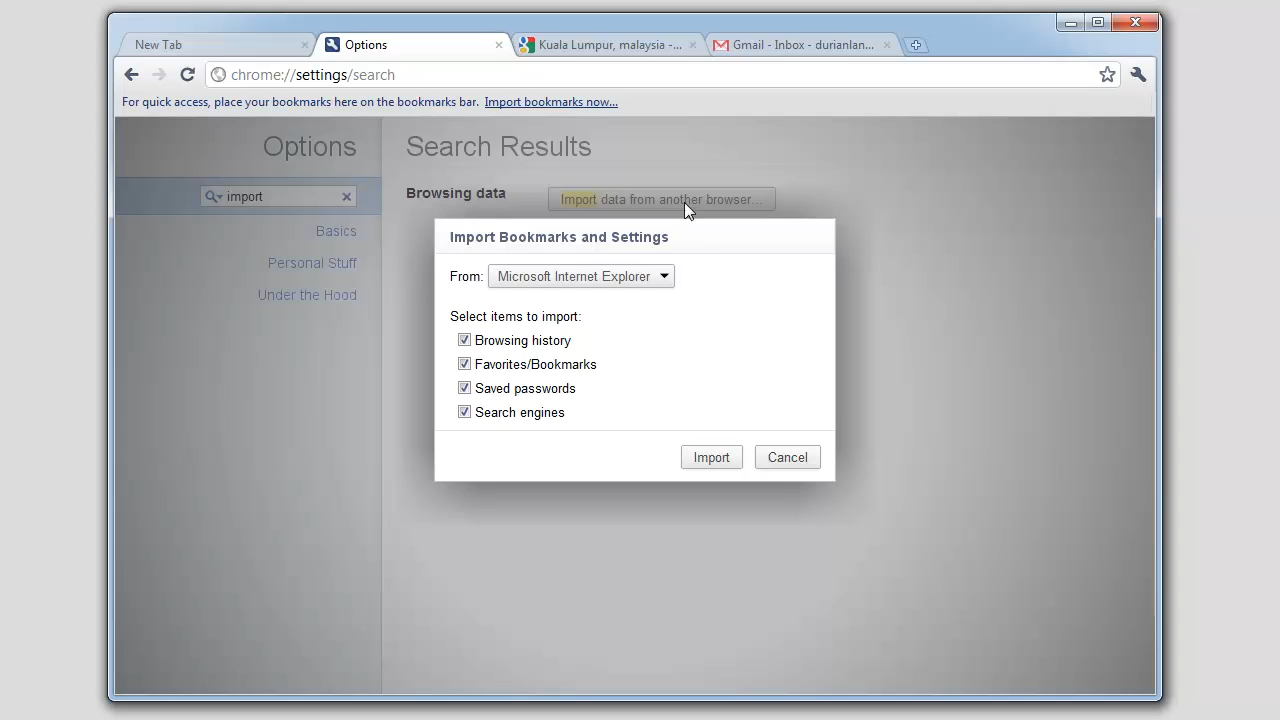 New Tab
Options
Kuala Lumpur, malaysia -...
Gmail - Inbox - durianlan...
chrome://settings/search
For quick access, place your bookmarks here on the bookmarks bar. Import bookmarks now...
Options
Search Results
import
Browsing data
Import data from another browser...
Basics
Personal Stuff
Under the Hood
Import Bookmarks and Settings
From: Microsoft Internet Explorer
Select items to import:
Browsing history
Favorites/Bookmarks
Saved passwords
Search engines
Import
Cancel